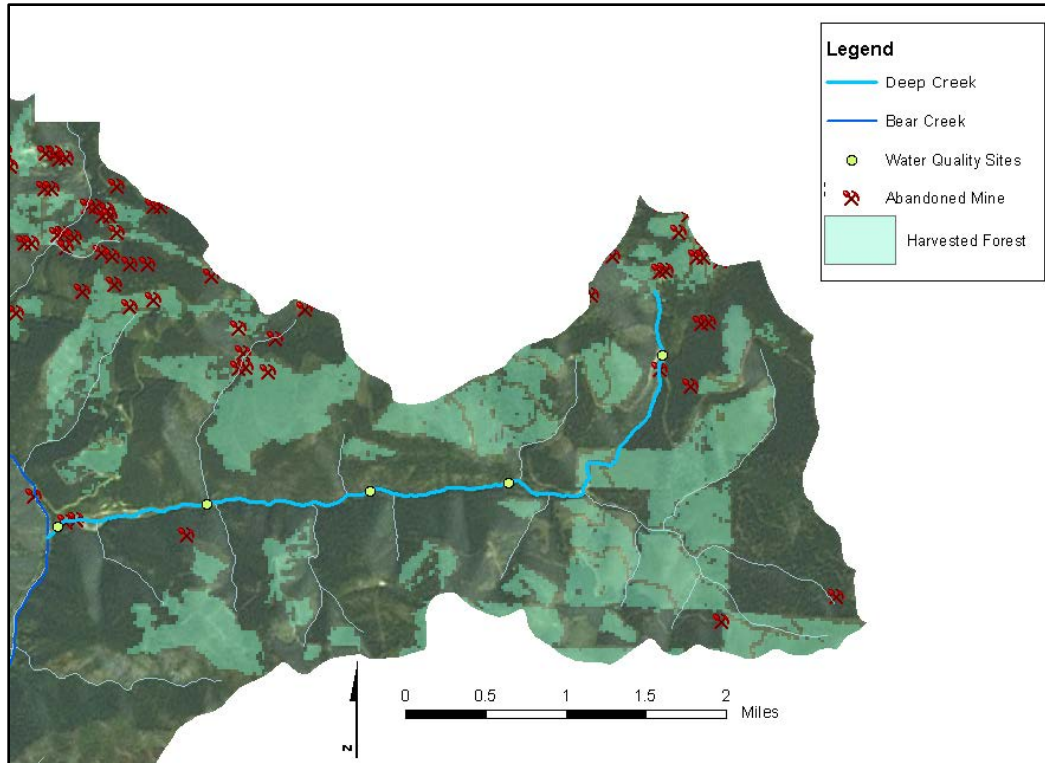 Legend
Deep Creek
Bear Creek
Water Quality Sites
Abandoned Mine
Harvested Forest
0 0.5 1 1.5 2
Miles
N